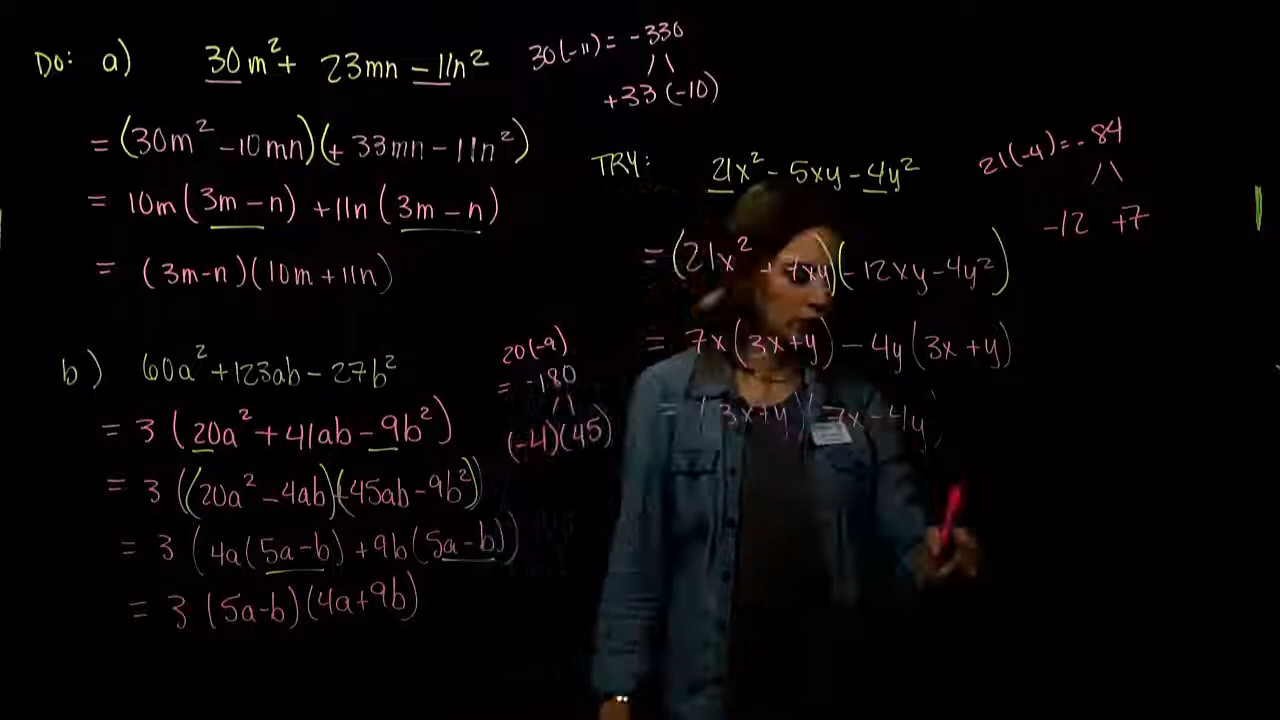 DO: a) 30m² + 23mn - 11n²
30(-11) = -330
+33 (-10)
= (30m² - 10mn)(+ 33mn - 11n²)
= 10m(3m - n) + 11n(3m - n)
= (3m-n)(10m + 11n)
b) 60a² + 123ab - 27b²
20(-9)
= -180
(-4)(45)
= 3 (20a² + 41ab - 9b²)
= 3 ((20a² - 4ab)(+45ab - 9b²))
= 3 (4a(5a-b) + 9b(5a-b))
= 3 (5a-b)(4a+9b)
TRY: 21x² - 5xy - 4y²
21(-4) = -84
-12 +7
= (21x² + 7xy)(-12xy - 4y²)
= 7x(3x+y) - 4y(3x+y)
= (3x+y)(7x-4y)